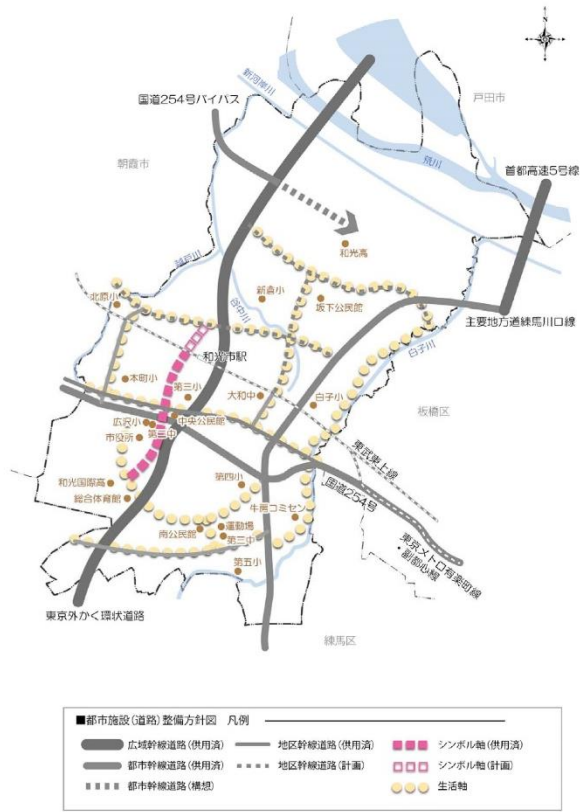 N
戸田市
新河岸川
国道254号バイパス
荒川
朝霞市
首都高速5号線
和光高
越戸川
新倉小
谷中川
坂下公民館
北原小
主要地方道練馬川口線
白子川
和光市駅
本町小
第三小
大和中
白子小
板橋区
広沢小
中央公民館
第二中
市役所
東武東上線
和光国際高
第四小
国道254号
総合体育館
牛房コミセン
運動場
南公民館
第三中
東京メトロ有楽町線
・副都心線
第五小
東京外かく環状道路
練馬区
■都市施設(道路)整備方針図 凡例
広域幹線道路(供用済)
地区幹線道路(供用済)
シンボル軸(供用済)
都市幹線道路(供用済)
地区幹線道路(計画)
シンボル軸(計画)
都市幹線道路(構想)
生活軸